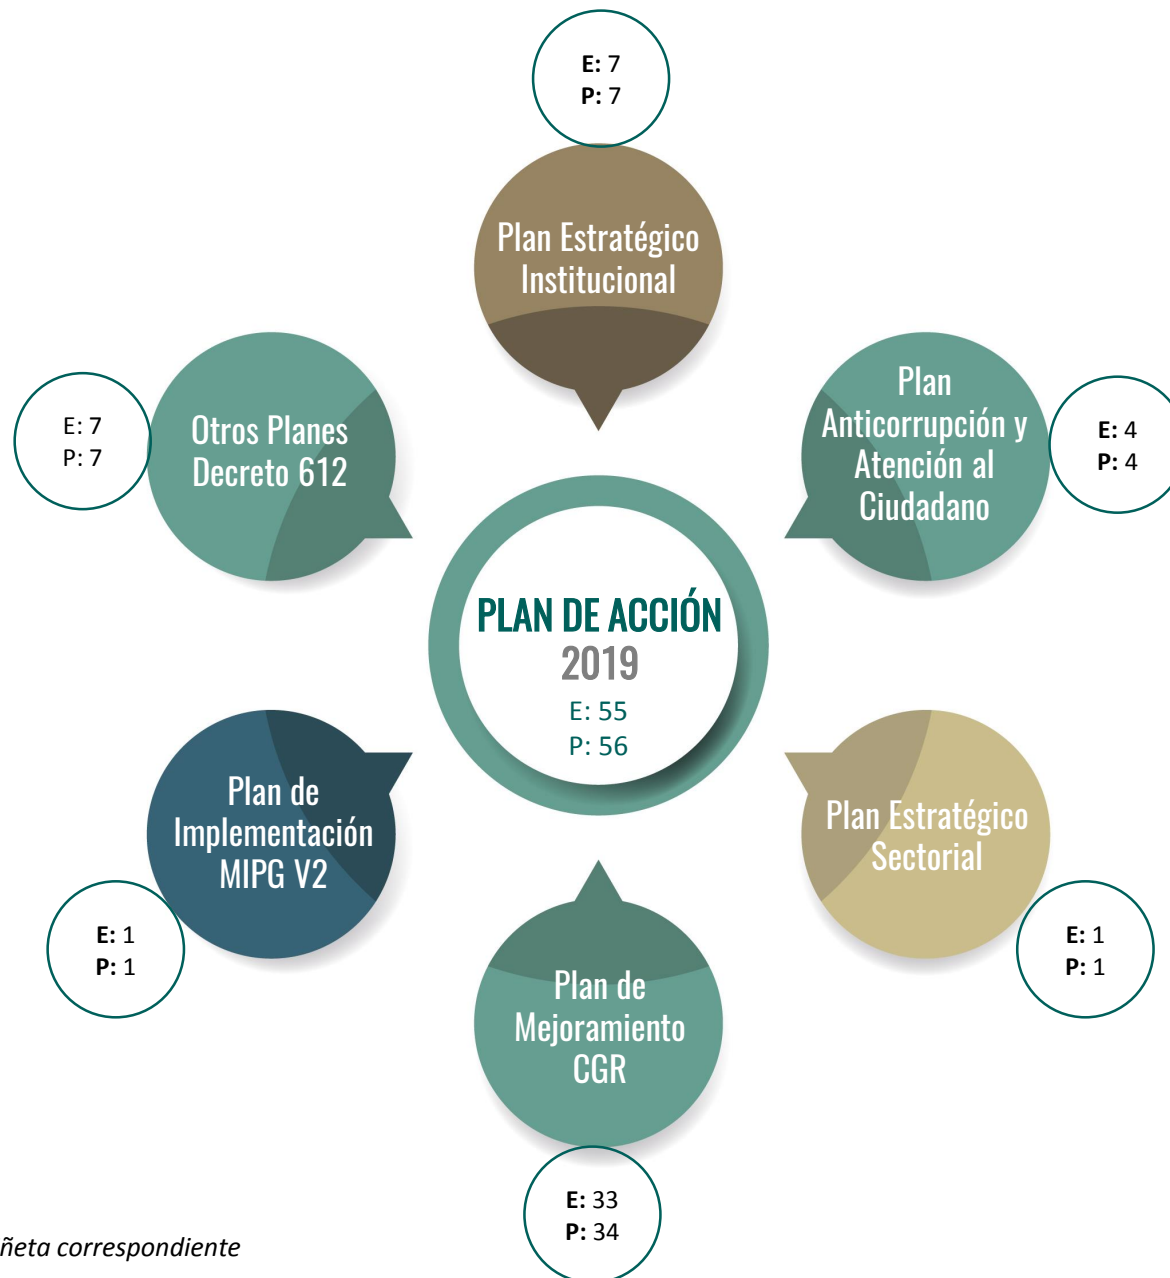 E: 7
P: 7
Plan Estratégico
Institucional
Plan
Anticorrupción y
Atención al
Ciudadano
E: 4
P: 4
Otros Planes
Decreto 612
E: 7
P: 7
PLAN DE ACCIÓN
2019
E: 55
P: 56
Plan de
Implementación
MIPG V2
E: 1
P: 1
Plan Estratégico
Sectorial
E: 1
P: 1
Plan de
Mejoramiento
CGR
E: 33
P: 34
ñeta correspondiente